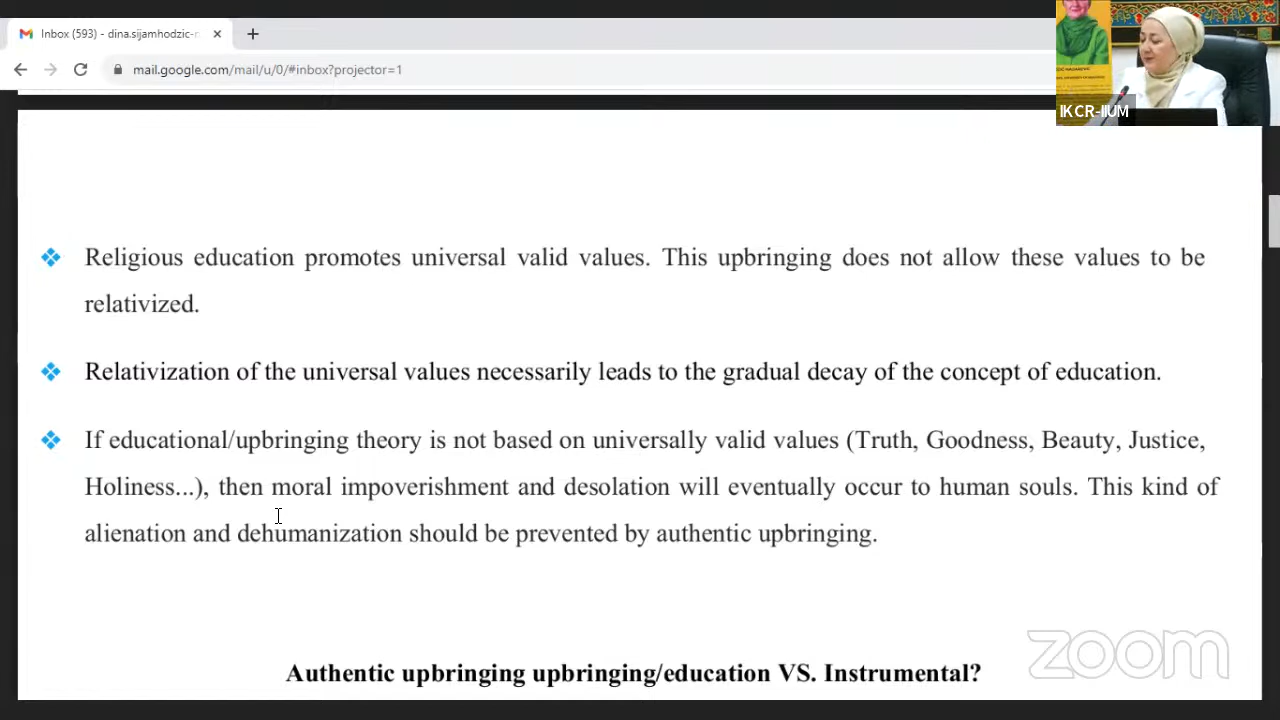 Inbox (593) - dina.sijamhodzic-r
mail.google.com/mail/u/0/#inbox?projector=1
IKCR-IIUM
Religious education promotes universal valid values. This upbringing does not allow these values to be
relativized.
Relativization of the universal values necessarily leads to the gradual decay of the concept of education.
If educational/upbringing theory is not based on universally valid values (Truth, Goodness, Beauty, Justice,
Holiness...), then moral impoverishment and desolation will eventually occur to human souls. This kind of
alienation and dehumanization should be prevented by authentic upbringing.
zoom
Authentic upbringing upbringing/education VS. Instrumental?